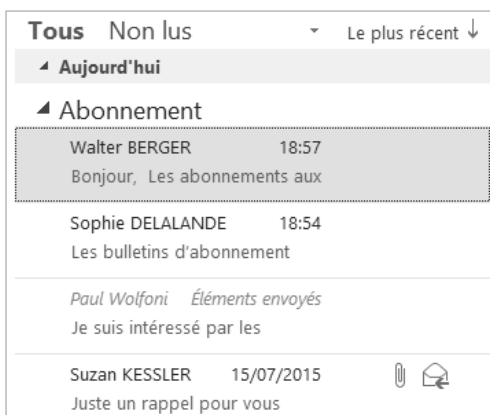 Tous Non lus Le plus récent
Aujourd'hui
Abonnement
Walter BERGER 18:57
Bonjour, Les abonnements aux
Sophie DELALANDE 18:54
Les bulletins d'abonnement
Paul Wolfoni Éléments envoyés
Je suis intéressé par les
Suzan KESSLER 15/07/2015
Juste un rappel pour vous